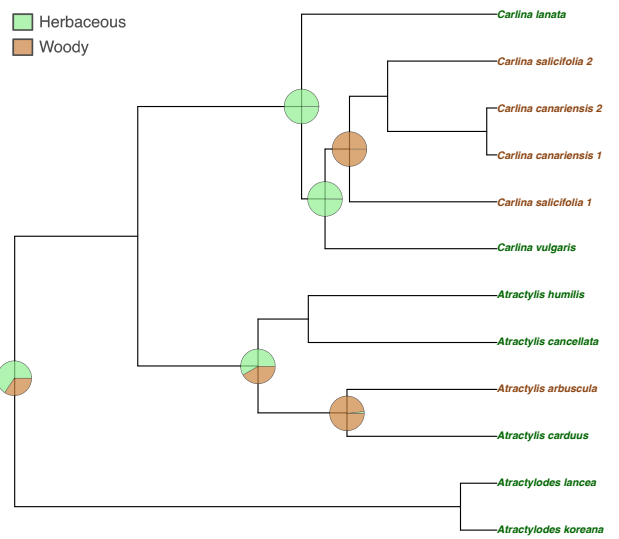 Herbaceous
Woody
Carlina lanata
Carlina salicifolia 2
Carlina canariensis 2
Carlina canariensis 1
Carlina salicifolia 1
Carlina vulgaris
Atractylis humilis
Atractylis cancellata
Atractylis arbuscula
Atractylis carduus
Atractylodes lancea
Atractylodes koreana